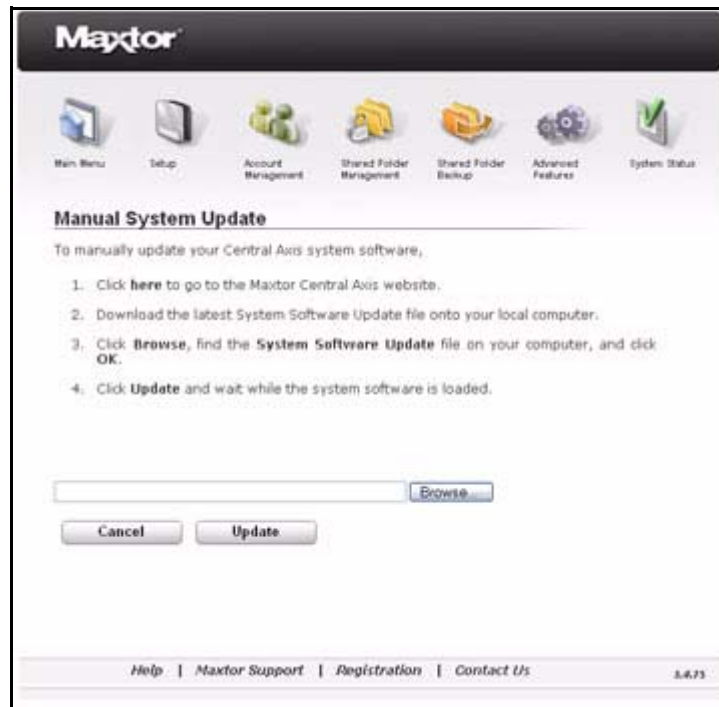 Maxtor
Main Menu
Setup
Account Management
Shared Folder Management
Shared Folder Backup
Advanced Features
System Status
Manual System Update
To manually update your Central Axis system software,
1. Click here to go to the Maxtor Central Axis website.
2. Download the latest System Software Update file onto your local computer.
3. Click Browse, find the System Software Update file on your computer, and click
OK.
4. Click Update and wait while the system software is loaded.
Browse...
Cancel Update
Help | Maxtor Support | Registration | Contact Us